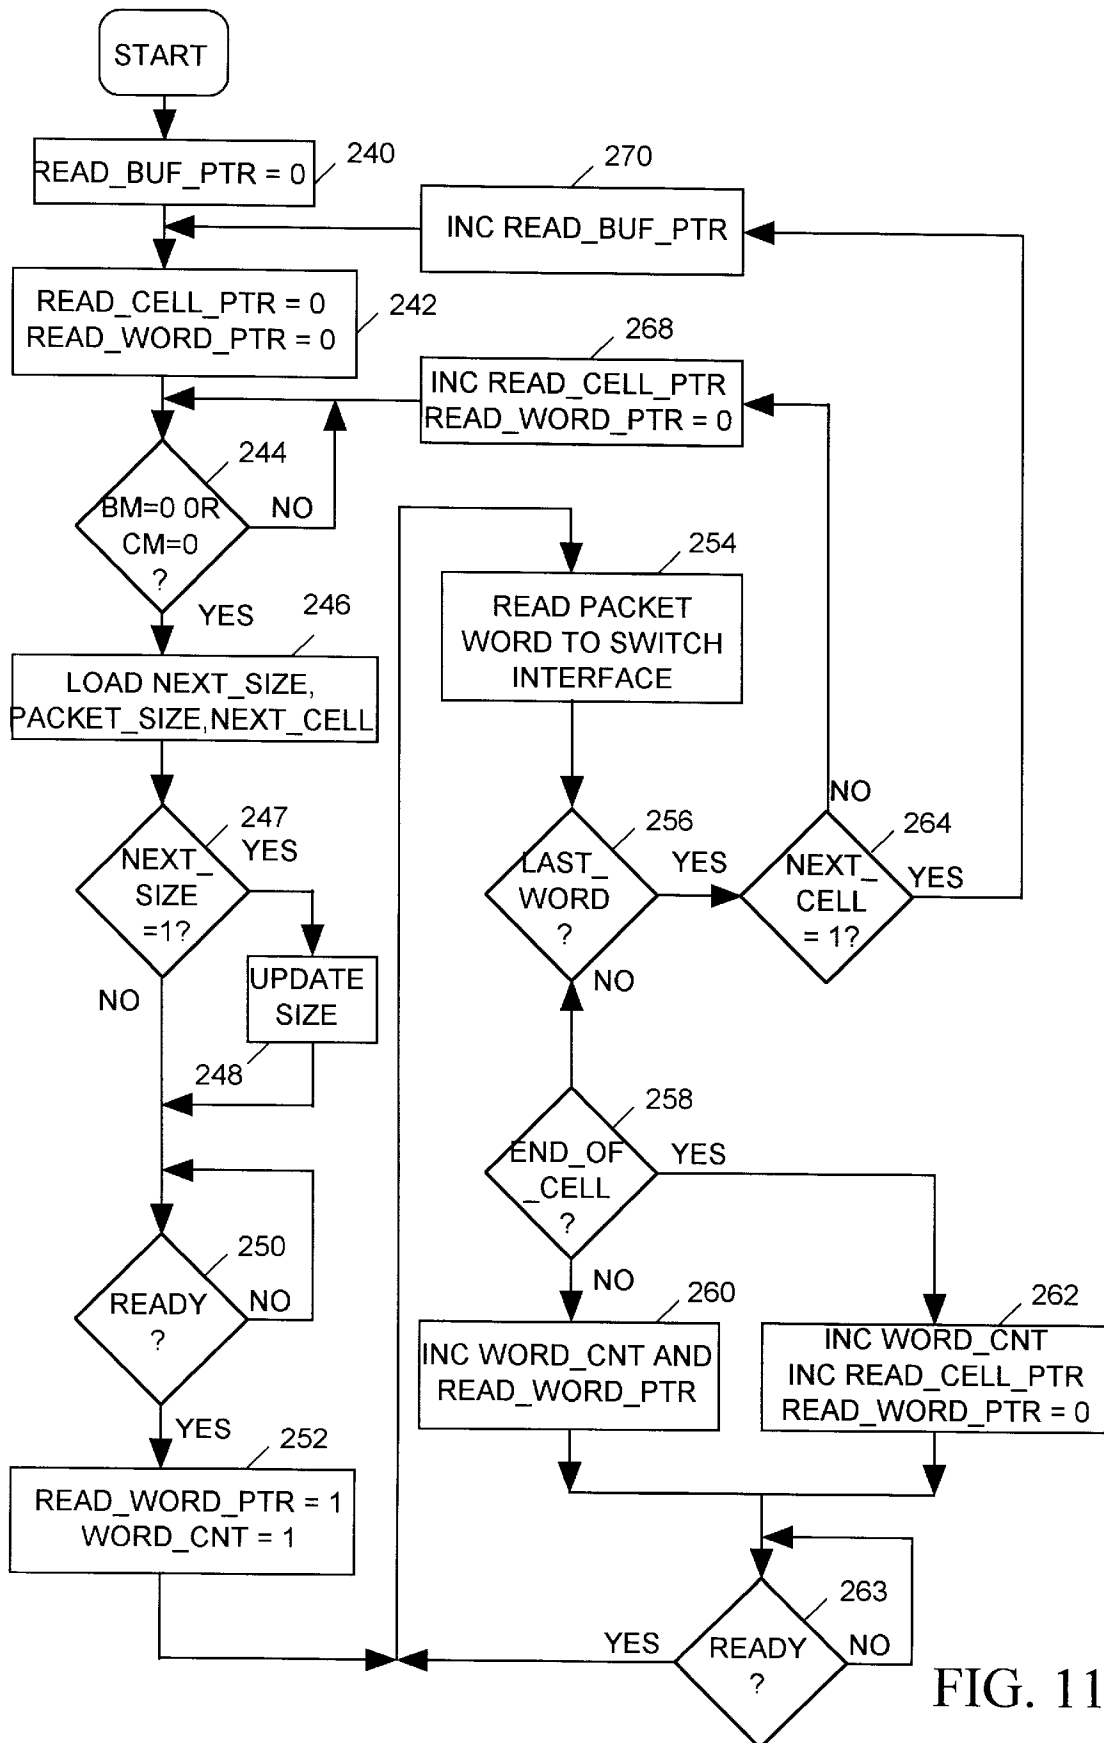 START
READ_BUF_PTR = 0
240
270
INC READ_BUF_PTR
READ_CELL_PTR = 0
READ_WORD_PTR = 0
242
268
INC READ_CELL_PTR
READ_WORD_PTR = 0
244
BM=0 0R
CM=0
?
NO
YES
246
LOAD NEXT_SIZE,
PACKET_SIZE,NEXT_CELL
254
READ PACKET
WORD TO SWITCH
INTERFACE
247
NEXT_
SIZE
=1?
YES
NO
UPDATE
SIZE
248
256
LAST_
WORD
?
YES
NO
264
NEXT_
CELL
= 1?
NO
YES
258
END_OF
_CELL
?
YES
NO
250
READY
?
NO
YES
260
INC WORD_CNT AND
READ_WORD_PTR
262
INC WORD_CNT
INC READ_CELL_PTR
READ_WORD_PTR = 0
252
READ_WORD_PTR = 1
WORD_CNT = 1
263
READY
?
YES
NO
FIG. 11